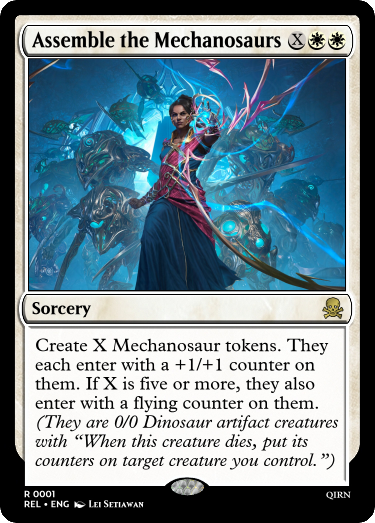 Assemble the Mechanosaurs X
Sorcery
Create X Mechanosaur tokens. They
each enter with a +1/+1 counter on
them. If X is five or more, they also
enter with a flying counter on them.
(They are 0/0 Dinosaur artifact creatures
with “When this creature dies, put its
counters on target creature you control.”)
R 0001
REL • ENG Lei Setiawan
QIRN